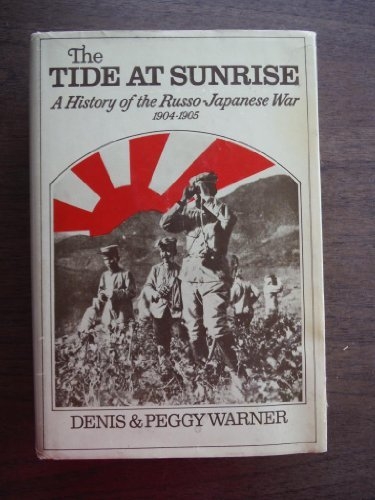 The
TIDE AT SUNRISE
A History of the Russo-Japanese War
1904-1905
DENIS & PEGGY WARNER